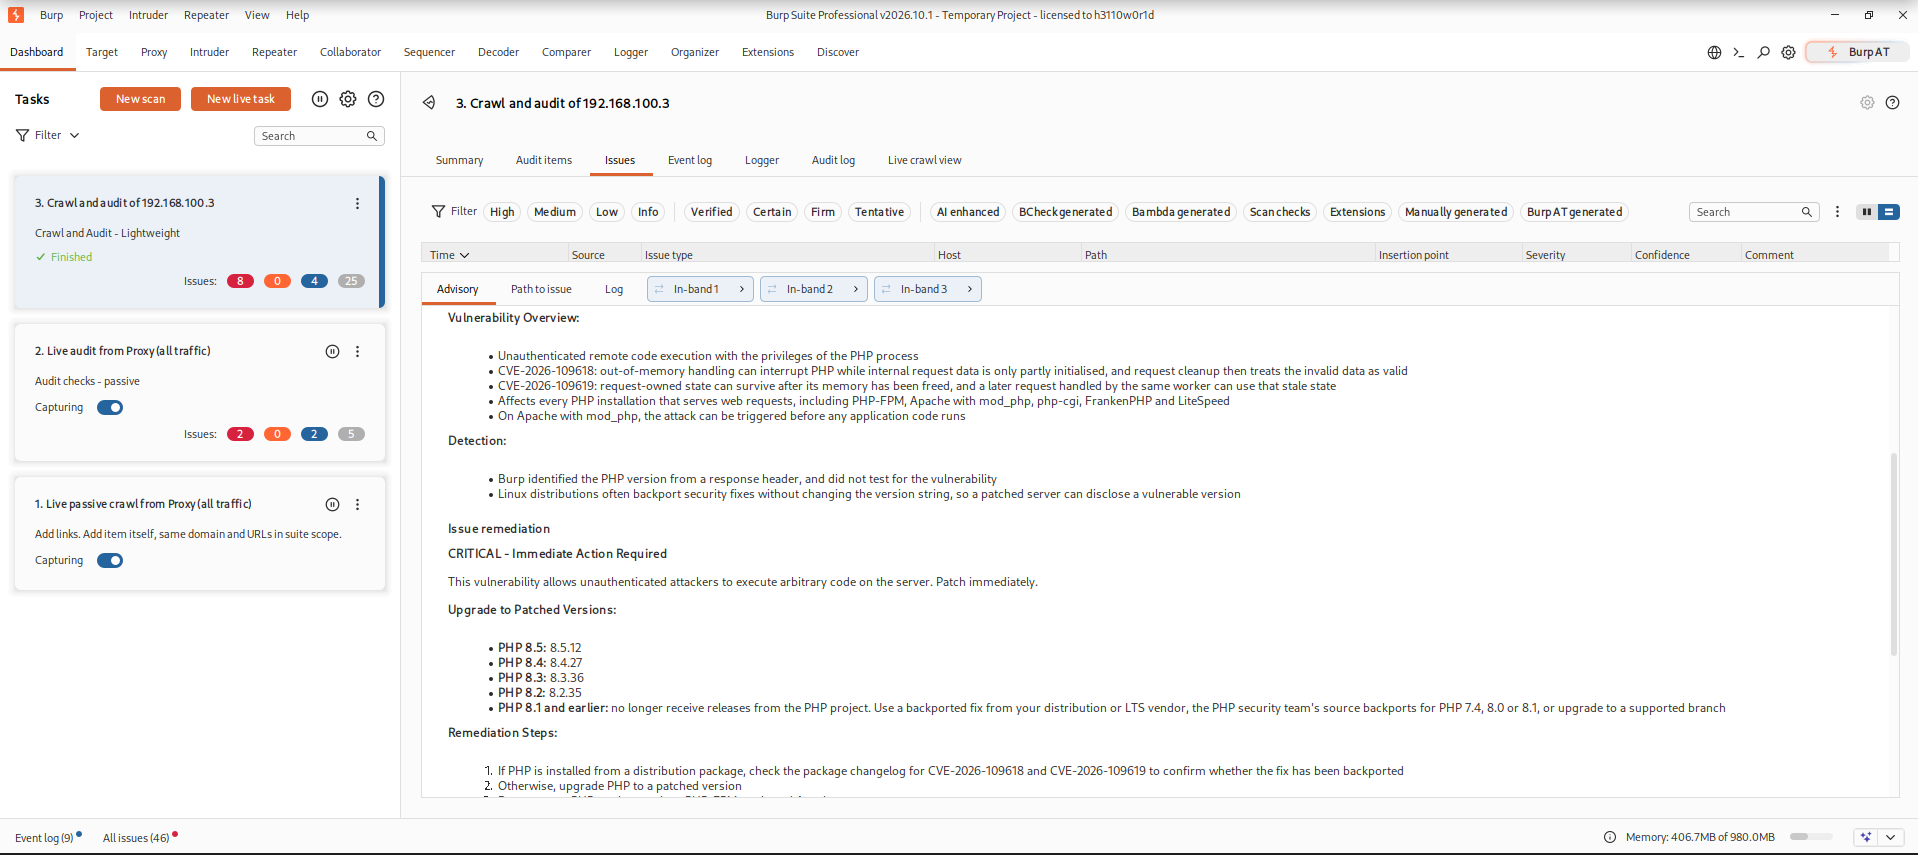 Burp Project Intruder Repeater View Help
Burp Suite Professional v2026.10.1 - Temporary Project - licensed to h3110w0r1d
Dashboard Target Proxy Intruder Repeater Collaborator Sequencer Decoder Comparer Logger Organizer Extensions Discover
Burp AT
Tasks
New scan
New live task
Filter
Search
3. Crawl and audit of 192.168.100.3
Crawl and Audit - Lightweight
Finished
Issues: 8 0 4 25
2. Live audit from Proxy (all traffic)
Audit checks - passive
Capturing
Issues: 2 0 2 5
1. Live passive crawl from Proxy (all traffic)
Add links. Add item itself, same domain and URLs in suite scope.
Capturing
3. Crawl and audit of 192.168.100.3
Summary Audit items Issues Event log Logger Audit log Live crawl view
Filter High Medium Low Info Verified Certain Firm Tentative AI enhanced BCheck generated Bambda generated Scan checks Extensions Manually generated Burp AT generated
Search
Time Source Issue type Host Path Insertion point Severity Confidence Comment
Advisory Path to issue Log In-band 1 In-band 2 In-band 3
Vulnerability Overview:
• Unauthenticated remote code execution with the privileges of the PHP process
• CVE-2026-109618: out-of-memory handling can interrupt PHP while internal request data is only partly initialised, and request cleanup then treats the invalid data as valid
• CVE-2026-109619: request-owned state can survive after its memory has been freed, and a later request handled by the same worker can use that stale state
• Affects every PHP installation that serves web requests, including PHP-FPM, Apache with mod_php, php-cgi, FrankenPHP and LiteSpeed
• On Apache with mod_php, the attack can be triggered before any application code runs
Detection:
• Burp identified the PHP version from a response header, and did not test for the vulnerability
• Linux distributions often backport security fixes without changing the version string, so a patched server can disclose a vulnerable version
Issue remediation
CRITICAL - Immediate Action Required
This vulnerability allows unauthenticated attackers to execute arbitrary code on the server. Patch immediately.
Upgrade to Patched Versions:
• PHP 8.5: 8.5.12
• PHP 8.4: 8.4.27
• PHP 8.3: 8.3.36
• PHP 8.2: 8.2.35
• PHP 8.1 and earlier: no longer receive releases from the PHP project. Use a backported fix from your distribution or LTS vendor, the PHP security team's source backports for PHP 7.4, 8.0 or 8.1, or upgrade to a supported branch
Remediation Steps:
1. If PHP is installed from a distribution package, check the package changelog for CVE-2026-109618 and CVE-2026-109619 to confirm whether the fix has been backported
2. Otherwise, upgrade PHP to a patched version
Event log (9) All issues (46)
Memory: 406.7MB of 980.0MB